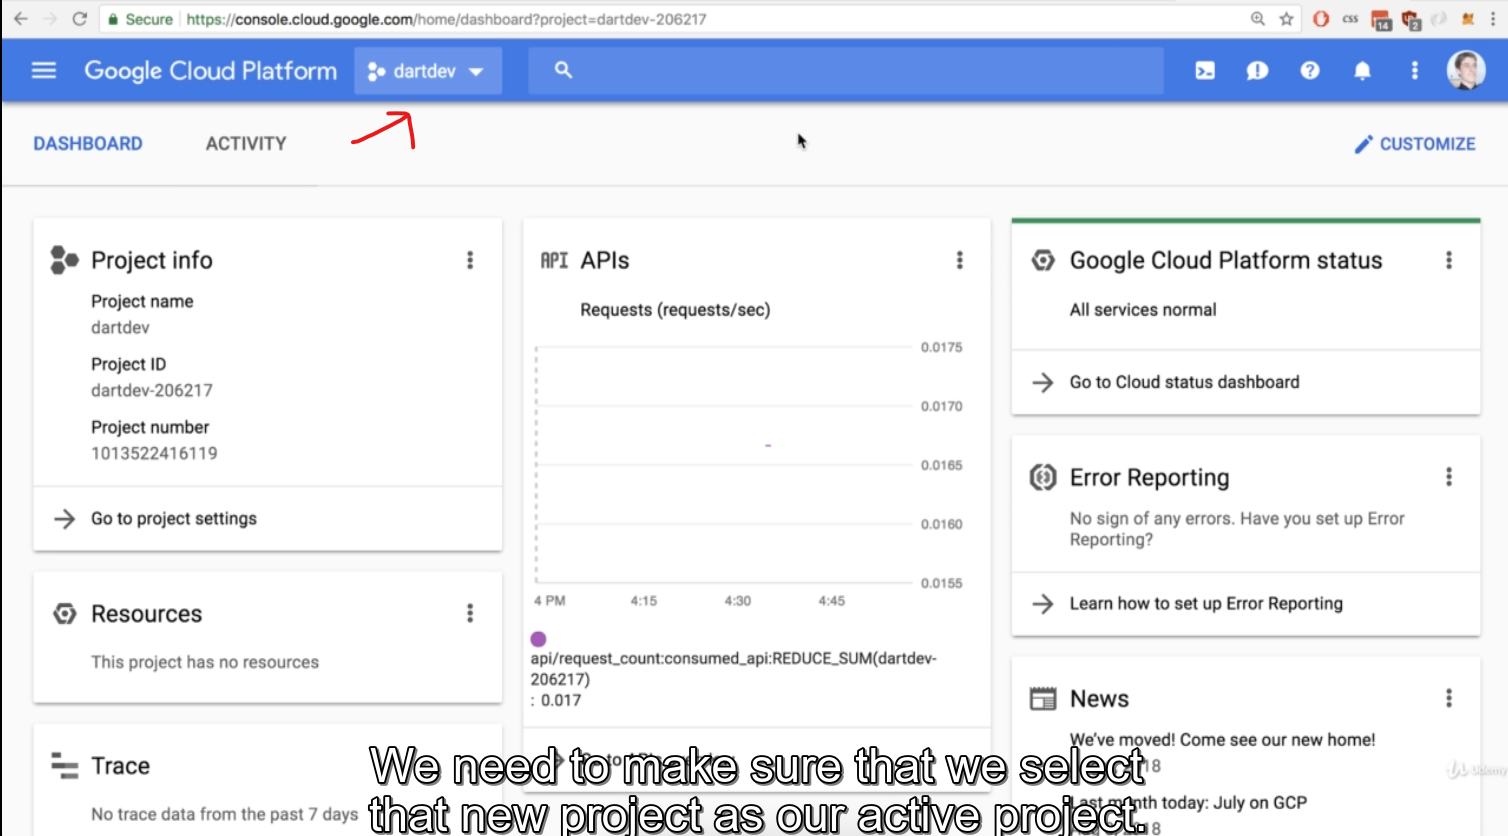 Secure https://console.cloud.google.com/home/dashboard?project=dartdev-206217
css
14
2
Google Cloud Platform
dartdev
DASHBOARD
ACTIVITY
CUSTOMIZE
Project info
Project name
dartdev
Project ID
dartdev-206217
Project number
1013522416119
Go to project settings
Resources
This project has no resources
Trace
No trace data from the past 7 days
API APIs
Requests (requests/sec)
0.0175
0.0170
0.0165
0.0160
0.0155
4 PM 4:15 4:30 4:45
api/request_count:consumed_api:REDUCE_SUM(dartdev-
206217)
: 0.017
Google Cloud Platform status
All services normal
Go to Cloud status dashboard
Error Reporting
No sign of any errors. Have you set up Error
Reporting?
Learn how to set up Error Reporting
News
We've moved! Come see our new home!
18
Last month today: July on GCP
18
We need to make sure that we select
that new project as our active project.
Udemy